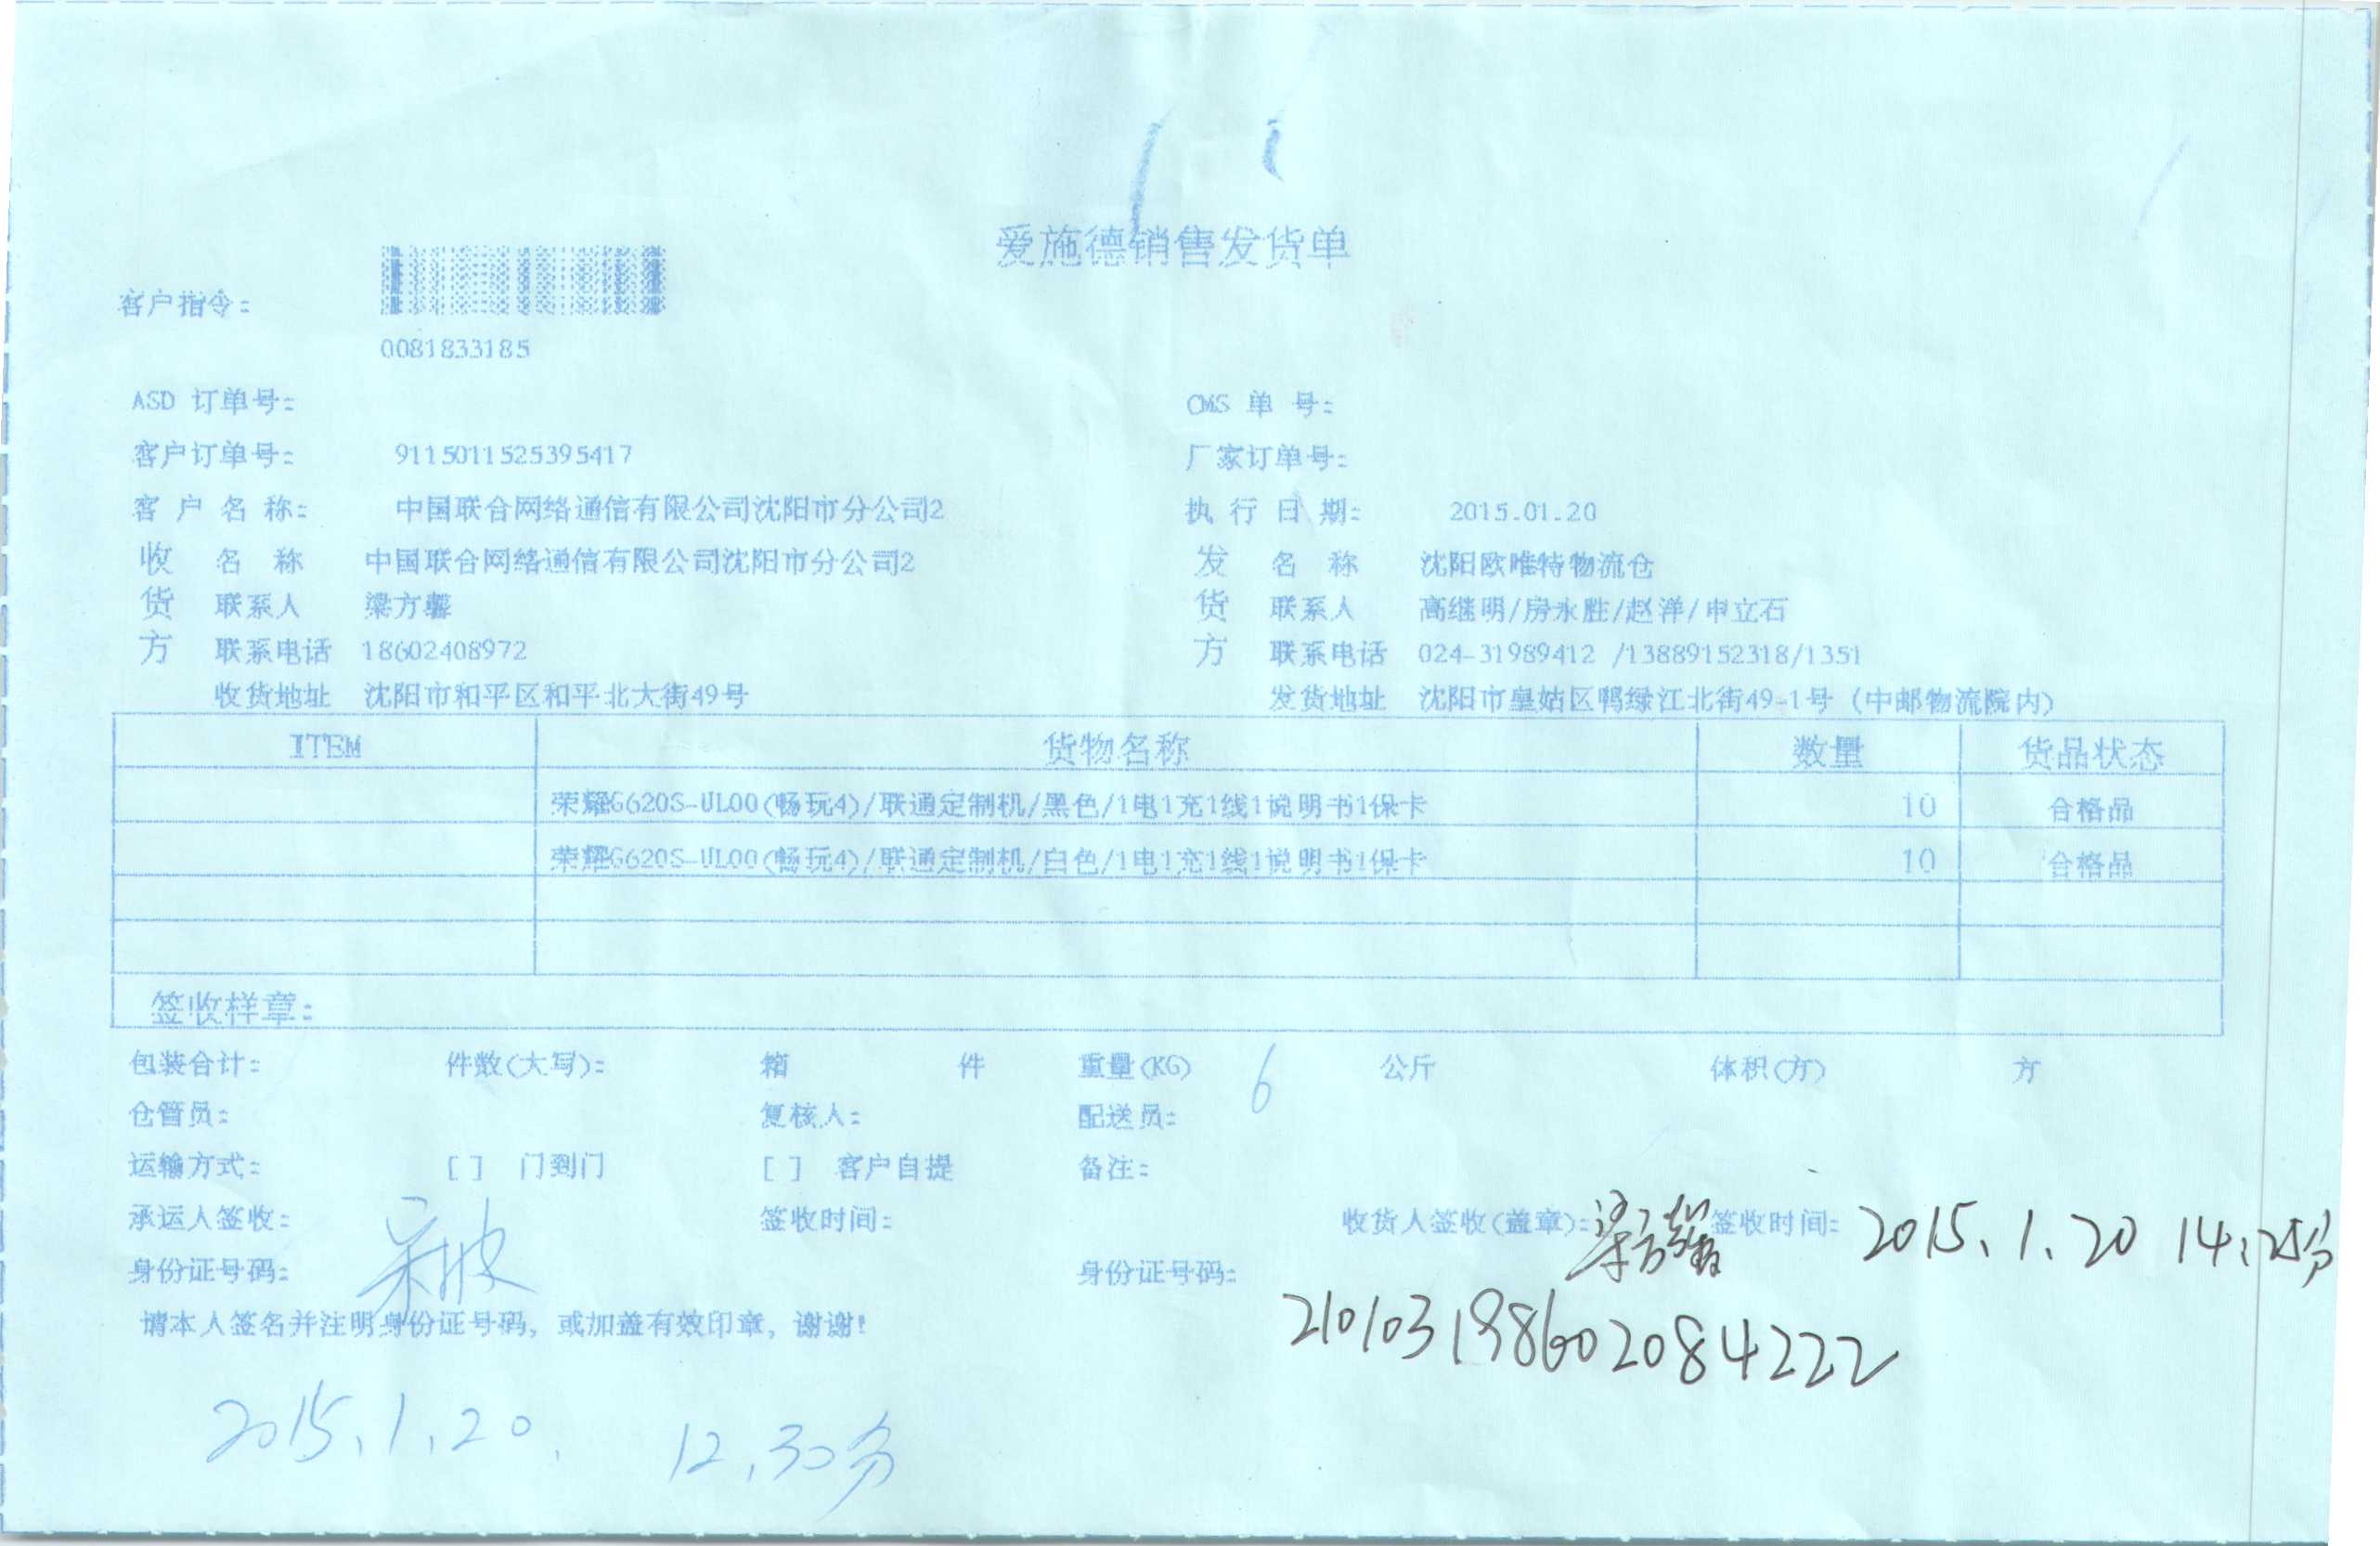 爱施德销售发货单
客户指令:
0081833185
ASD 订单号: CMS 单 号:
客户订单号: 9115011525395417 厂家订单号:
客 户 名 称: 中国联合网络通信有限公司沈阳市分公司2 执 行 日 期: 2015.01.20
收 名 称 中国联合网络通信有限公司沈阳市分公司2 发 名 称 沈阳欧唯特物流仓
货 联系人 梁方馨 货 联系人 高继明/房永胜/赵洋/申立石
方 联系电话 18602408972 方 联系电话 024-31989412 /13889152318/1351
收货地址 沈阳市和平区和平北大街49号 发货地址 沈阳市皇姑区鸭绿江北街49-1号 (中邮物流院内)
ITEM 货物名称 数量 货品状态
荣耀G620S-UL00(畅玩4)/联通定制机/黑色/1电1充1线1说明书1保卡 10 合格品
荣耀G620S-UL00(畅玩4)/联通定制机/白色/1电1充1线1说明书1保卡 10 合格品
签收样章:
包装合计: 件数(大写): 箱 件 重量(KG) 6 公斤 体积(方) 方
仓管员: 复核人: 配送员:
运输方式: [ ] 门到门 [ ] 客户自提 备注:
承运人签收: 签收时间: 收货人签收(盖章): 梁方馨 签收时间: 2015.1.20 14.25分
身份证号码: 身份证号码: 210103198602084222
请本人签名并注明身份证号码, 或加盖有效印章, 谢谢!
2015.1.20. 12.30分